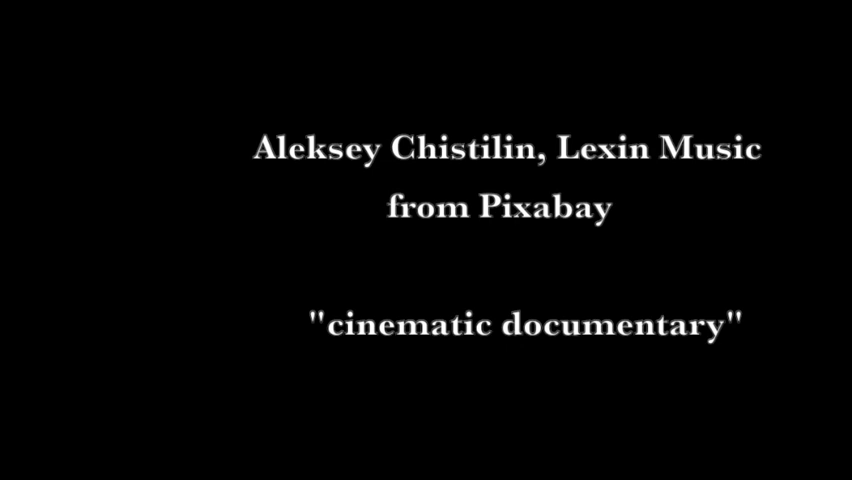 Aleksey Chistilin, Lexin Music
from Pixabay
"cinematic documentary"